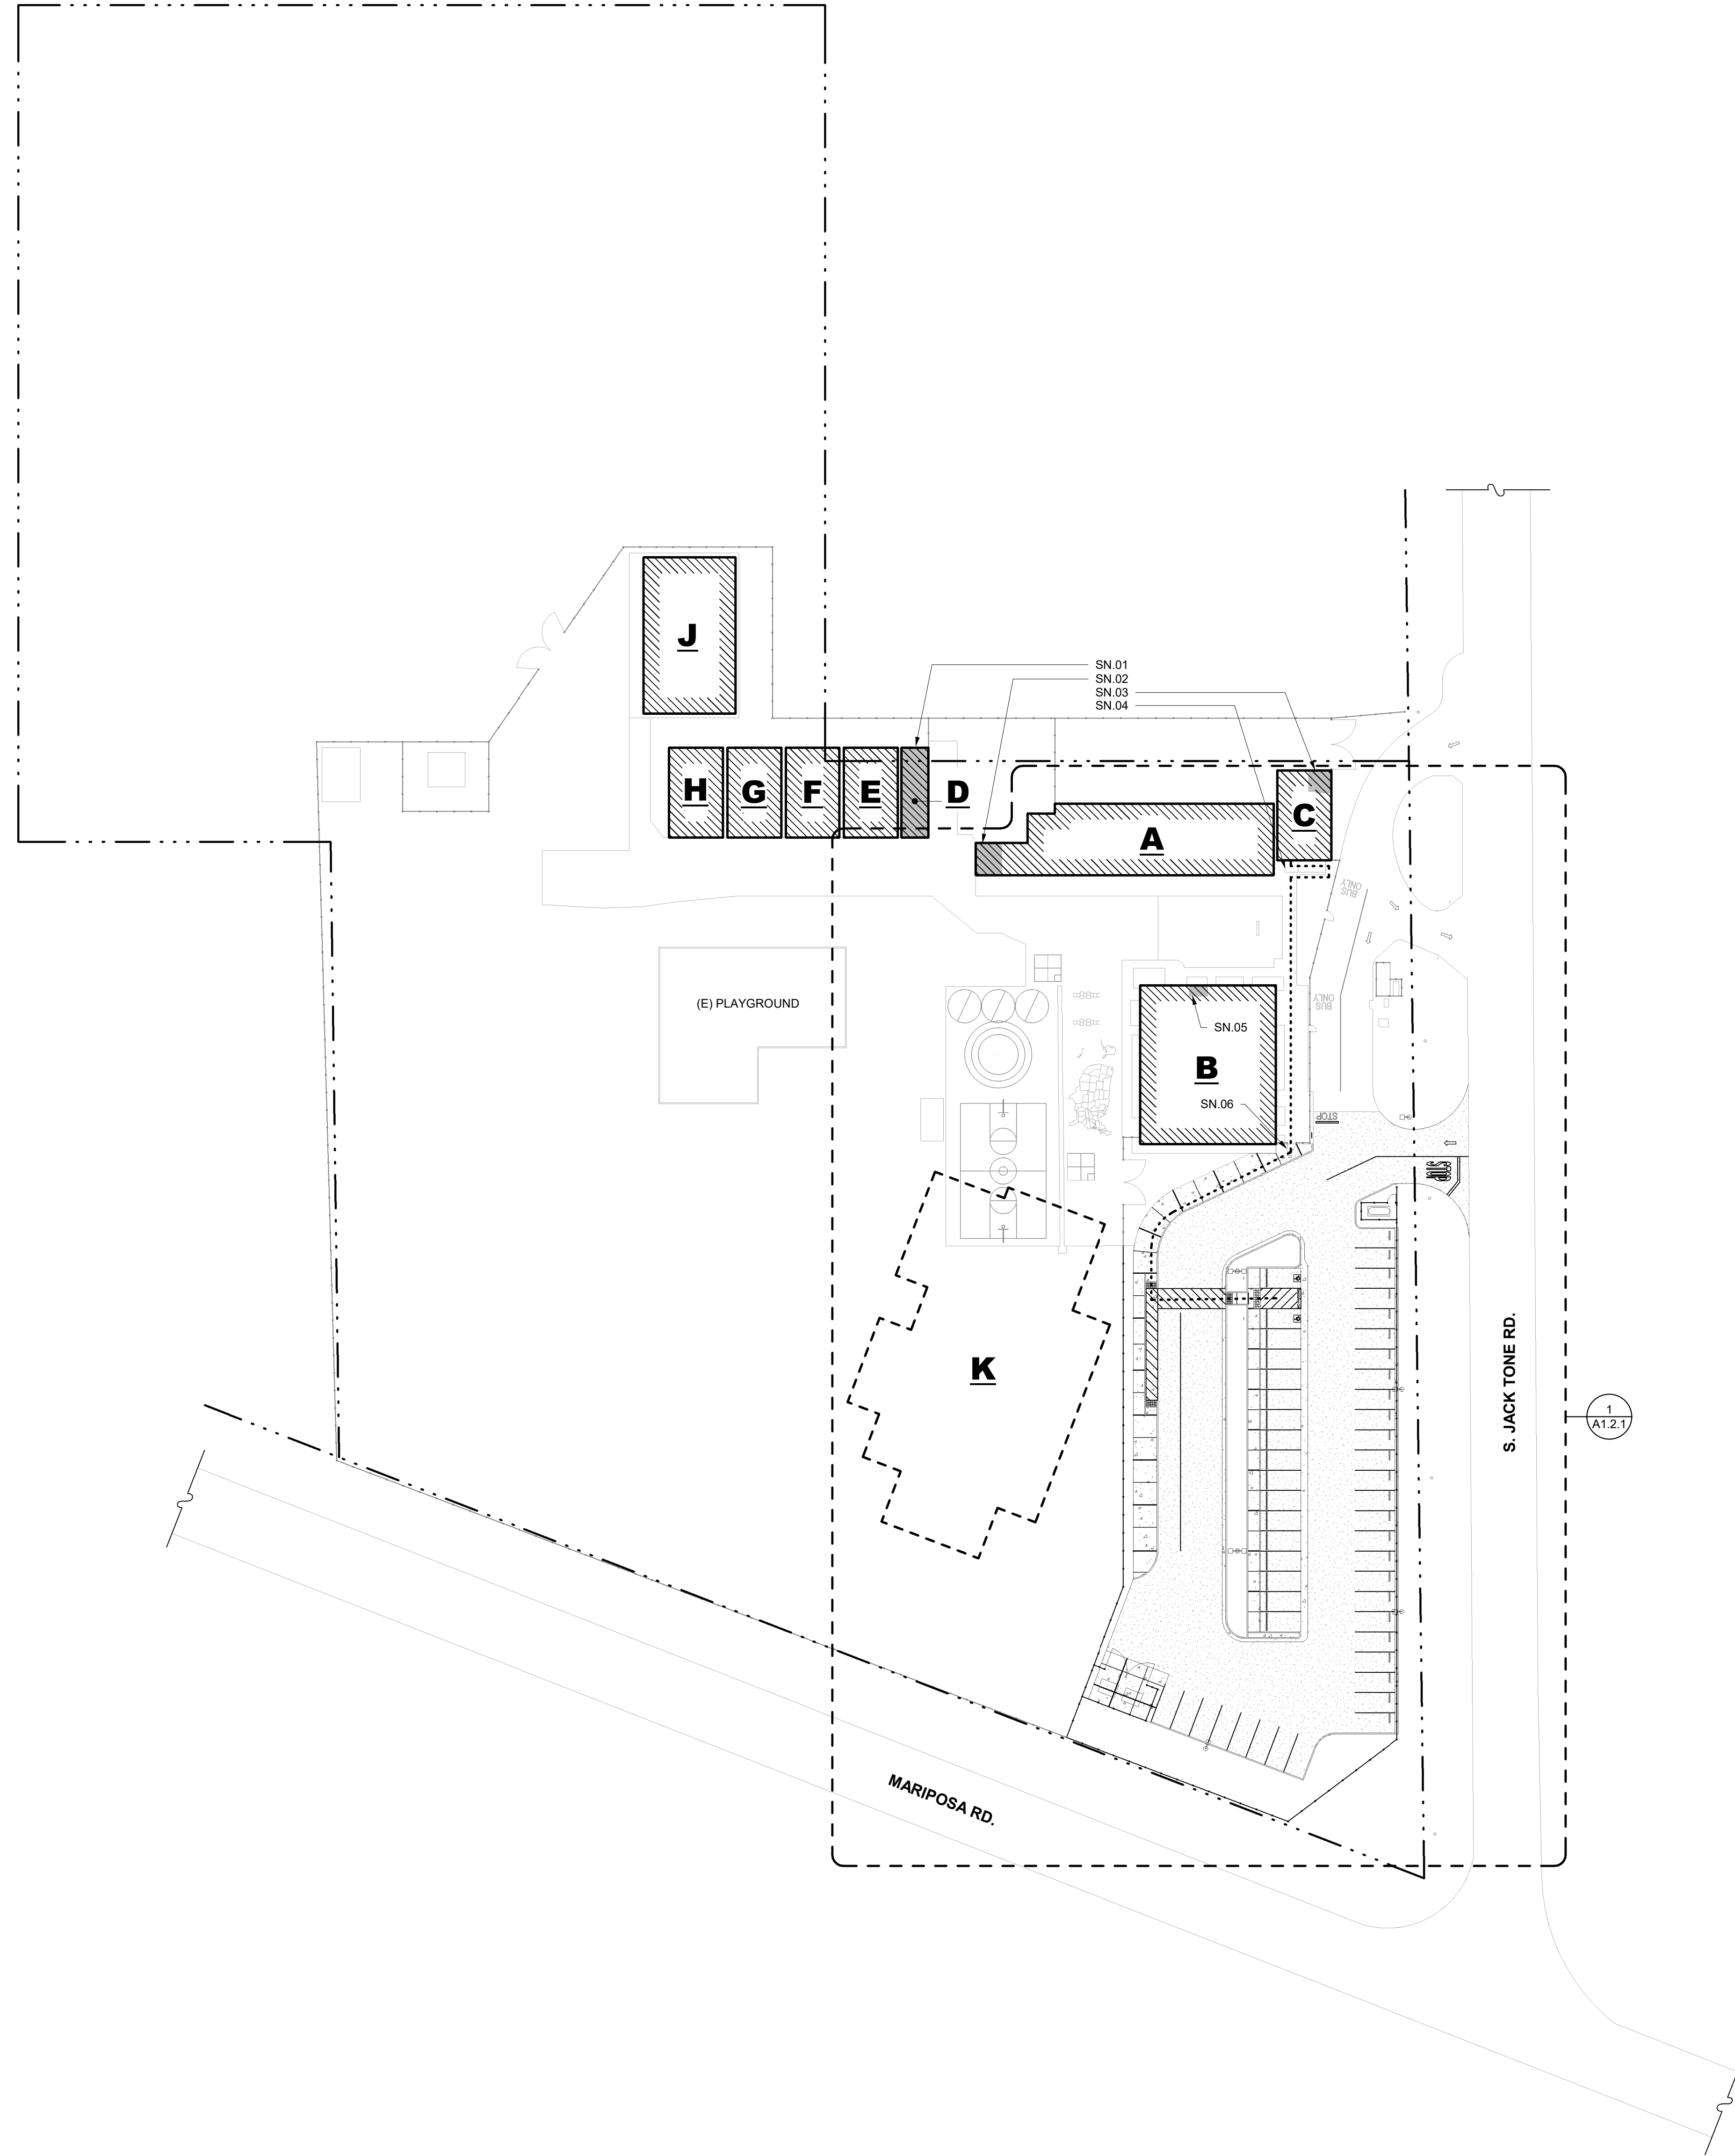 J
SN.01
SN.02
SN.03
SN.04
H
G
F
E
D
A
C
BUS
ONLY
(E) PLAYGROUND
BUS
ONLY
SN.05
B
SN.06
STOP
K
S. JACK TONE RD.
1
A1.2.1
MARIPOSA RD.